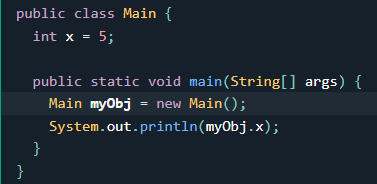 public class Main {
  int x = 5;

  public static void main(String[] args) {
    Main myObj = new Main();
    System.out.println(myObj.x);
  }
}